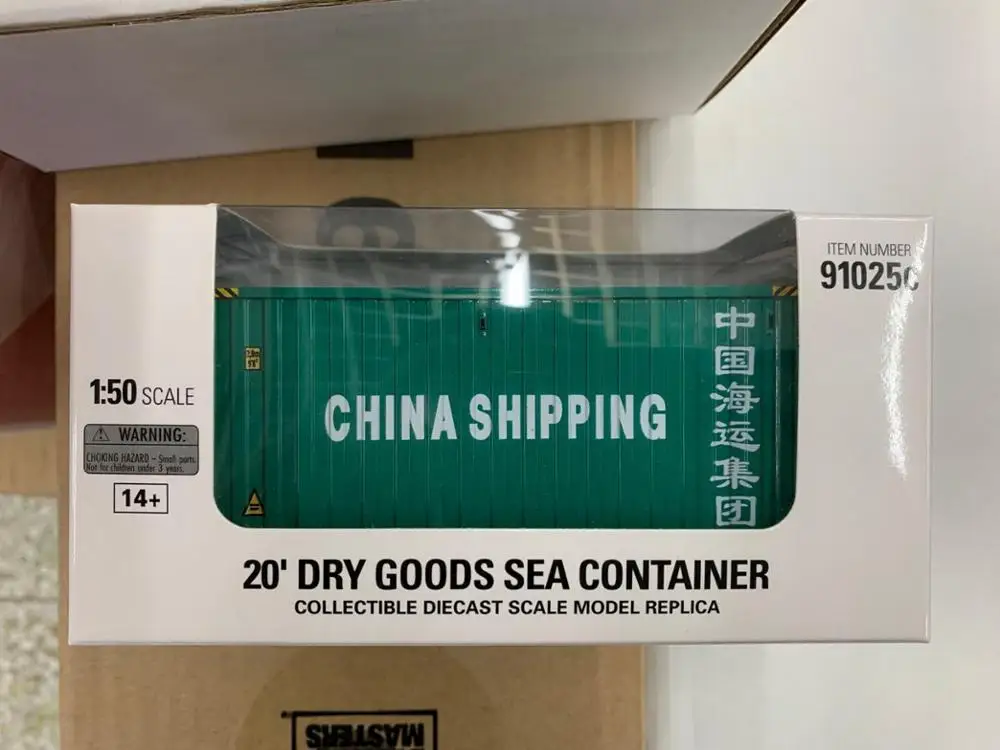 ITEM NUMBER
91025C
中国海运集团
CHINA SHIPPING
1:50 SCALE
⚠ WARNING:
CHOKING HAZARD – Small parts.
Not for children under 3 years.
14+
20' DRY GOODS SEA CONTAINER
COLLECTIBLE DIECAST SCALE MODEL REPLICA
MASTERS